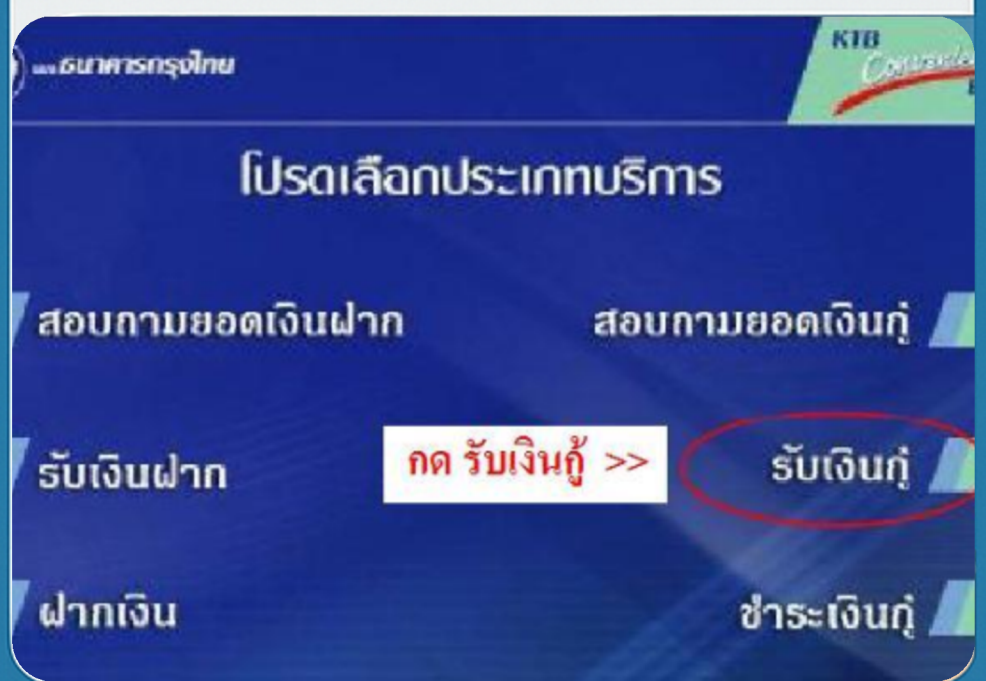 ธนาคารกรุงไทย
KTB
โปรดเลือกประเภทบริการ
สอบถามยอดเงินฝาก
สอบถามยอดเงินกู้
รับเงินฝาก
กด รับเงินกู้ >>
รับเงินกู้
ฝากเงิน
ชำระเงินกู้